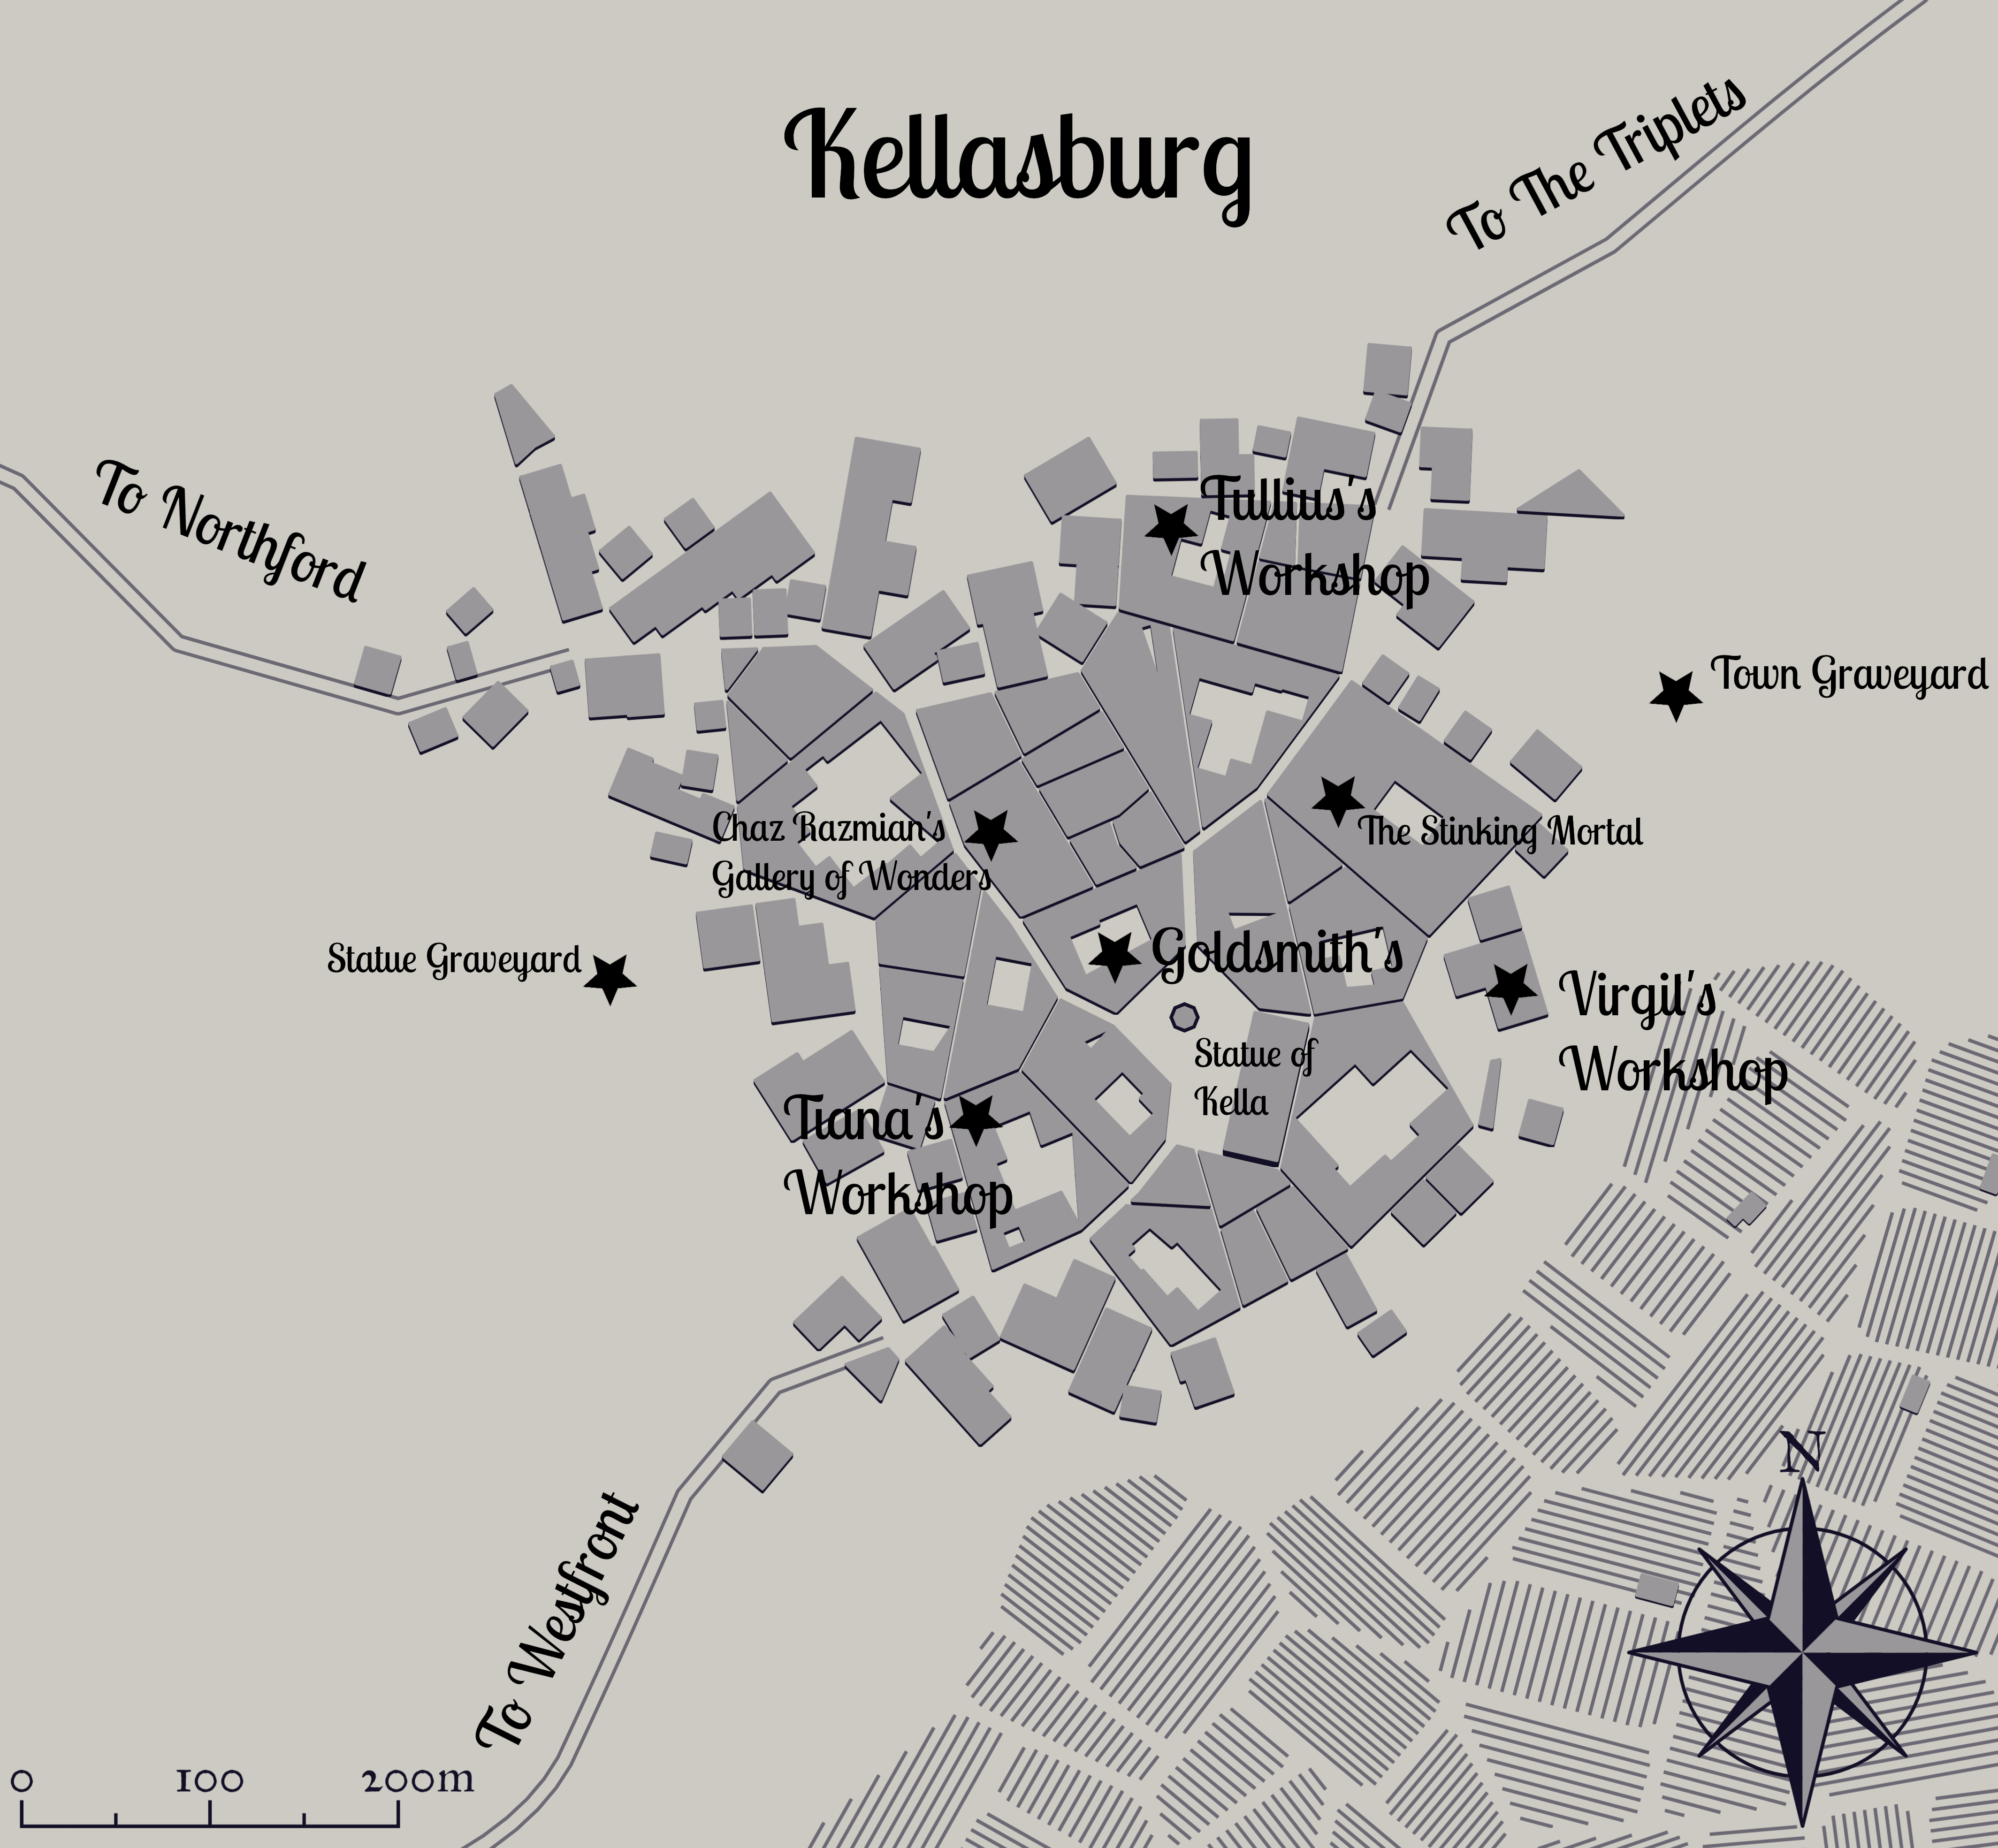 Kellasburg
To The Triplets
To Northford
Tullius's
Workshop
Town Graveyard
Chaz Razmian's
Gallery of Wonders
The Stinking Mortal
Statue Graveyard
Goldsmith's
Virgil's
Workshop
Statue of
Kella
Tiana's
Workshop
To Westfront
N
0 100 200m